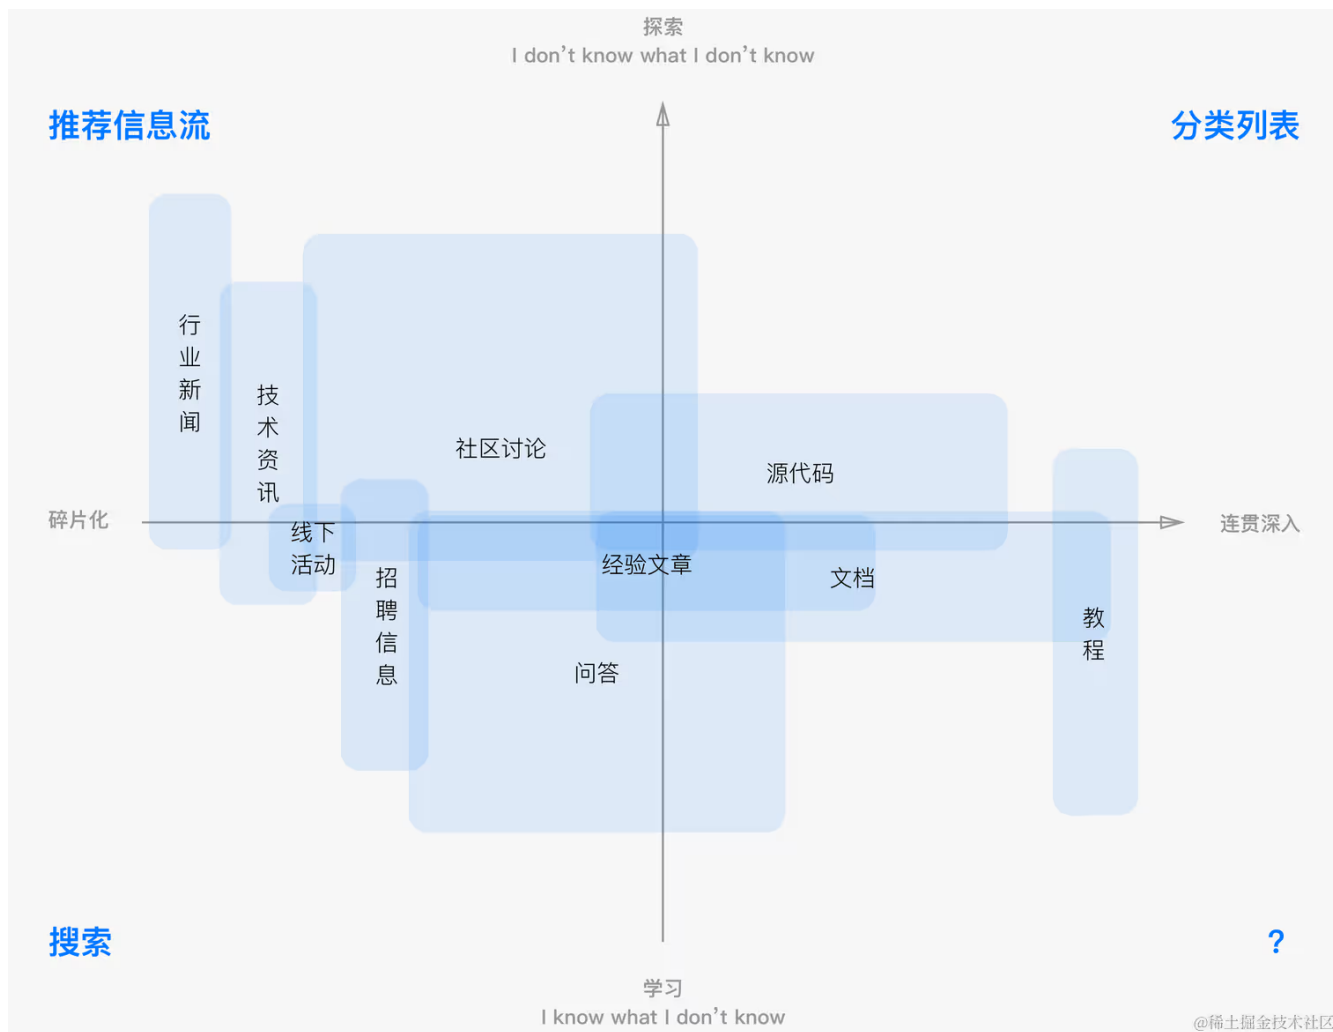 探索
I don't know what I don't know
推荐信息流
分类列表
行业新闻
技术资讯
社区讨论
源代码
碎片化
连贯深入
线下
活动
招聘信息
经验文章
文档
教程
问答
搜索
?
学习
I know what I don't know
@稀土掘金技术社区